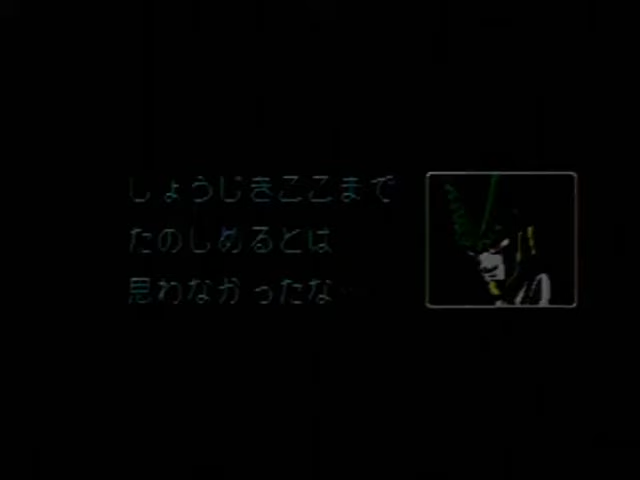 しょうじきここまで
たのしめるとは
思わなかったな…